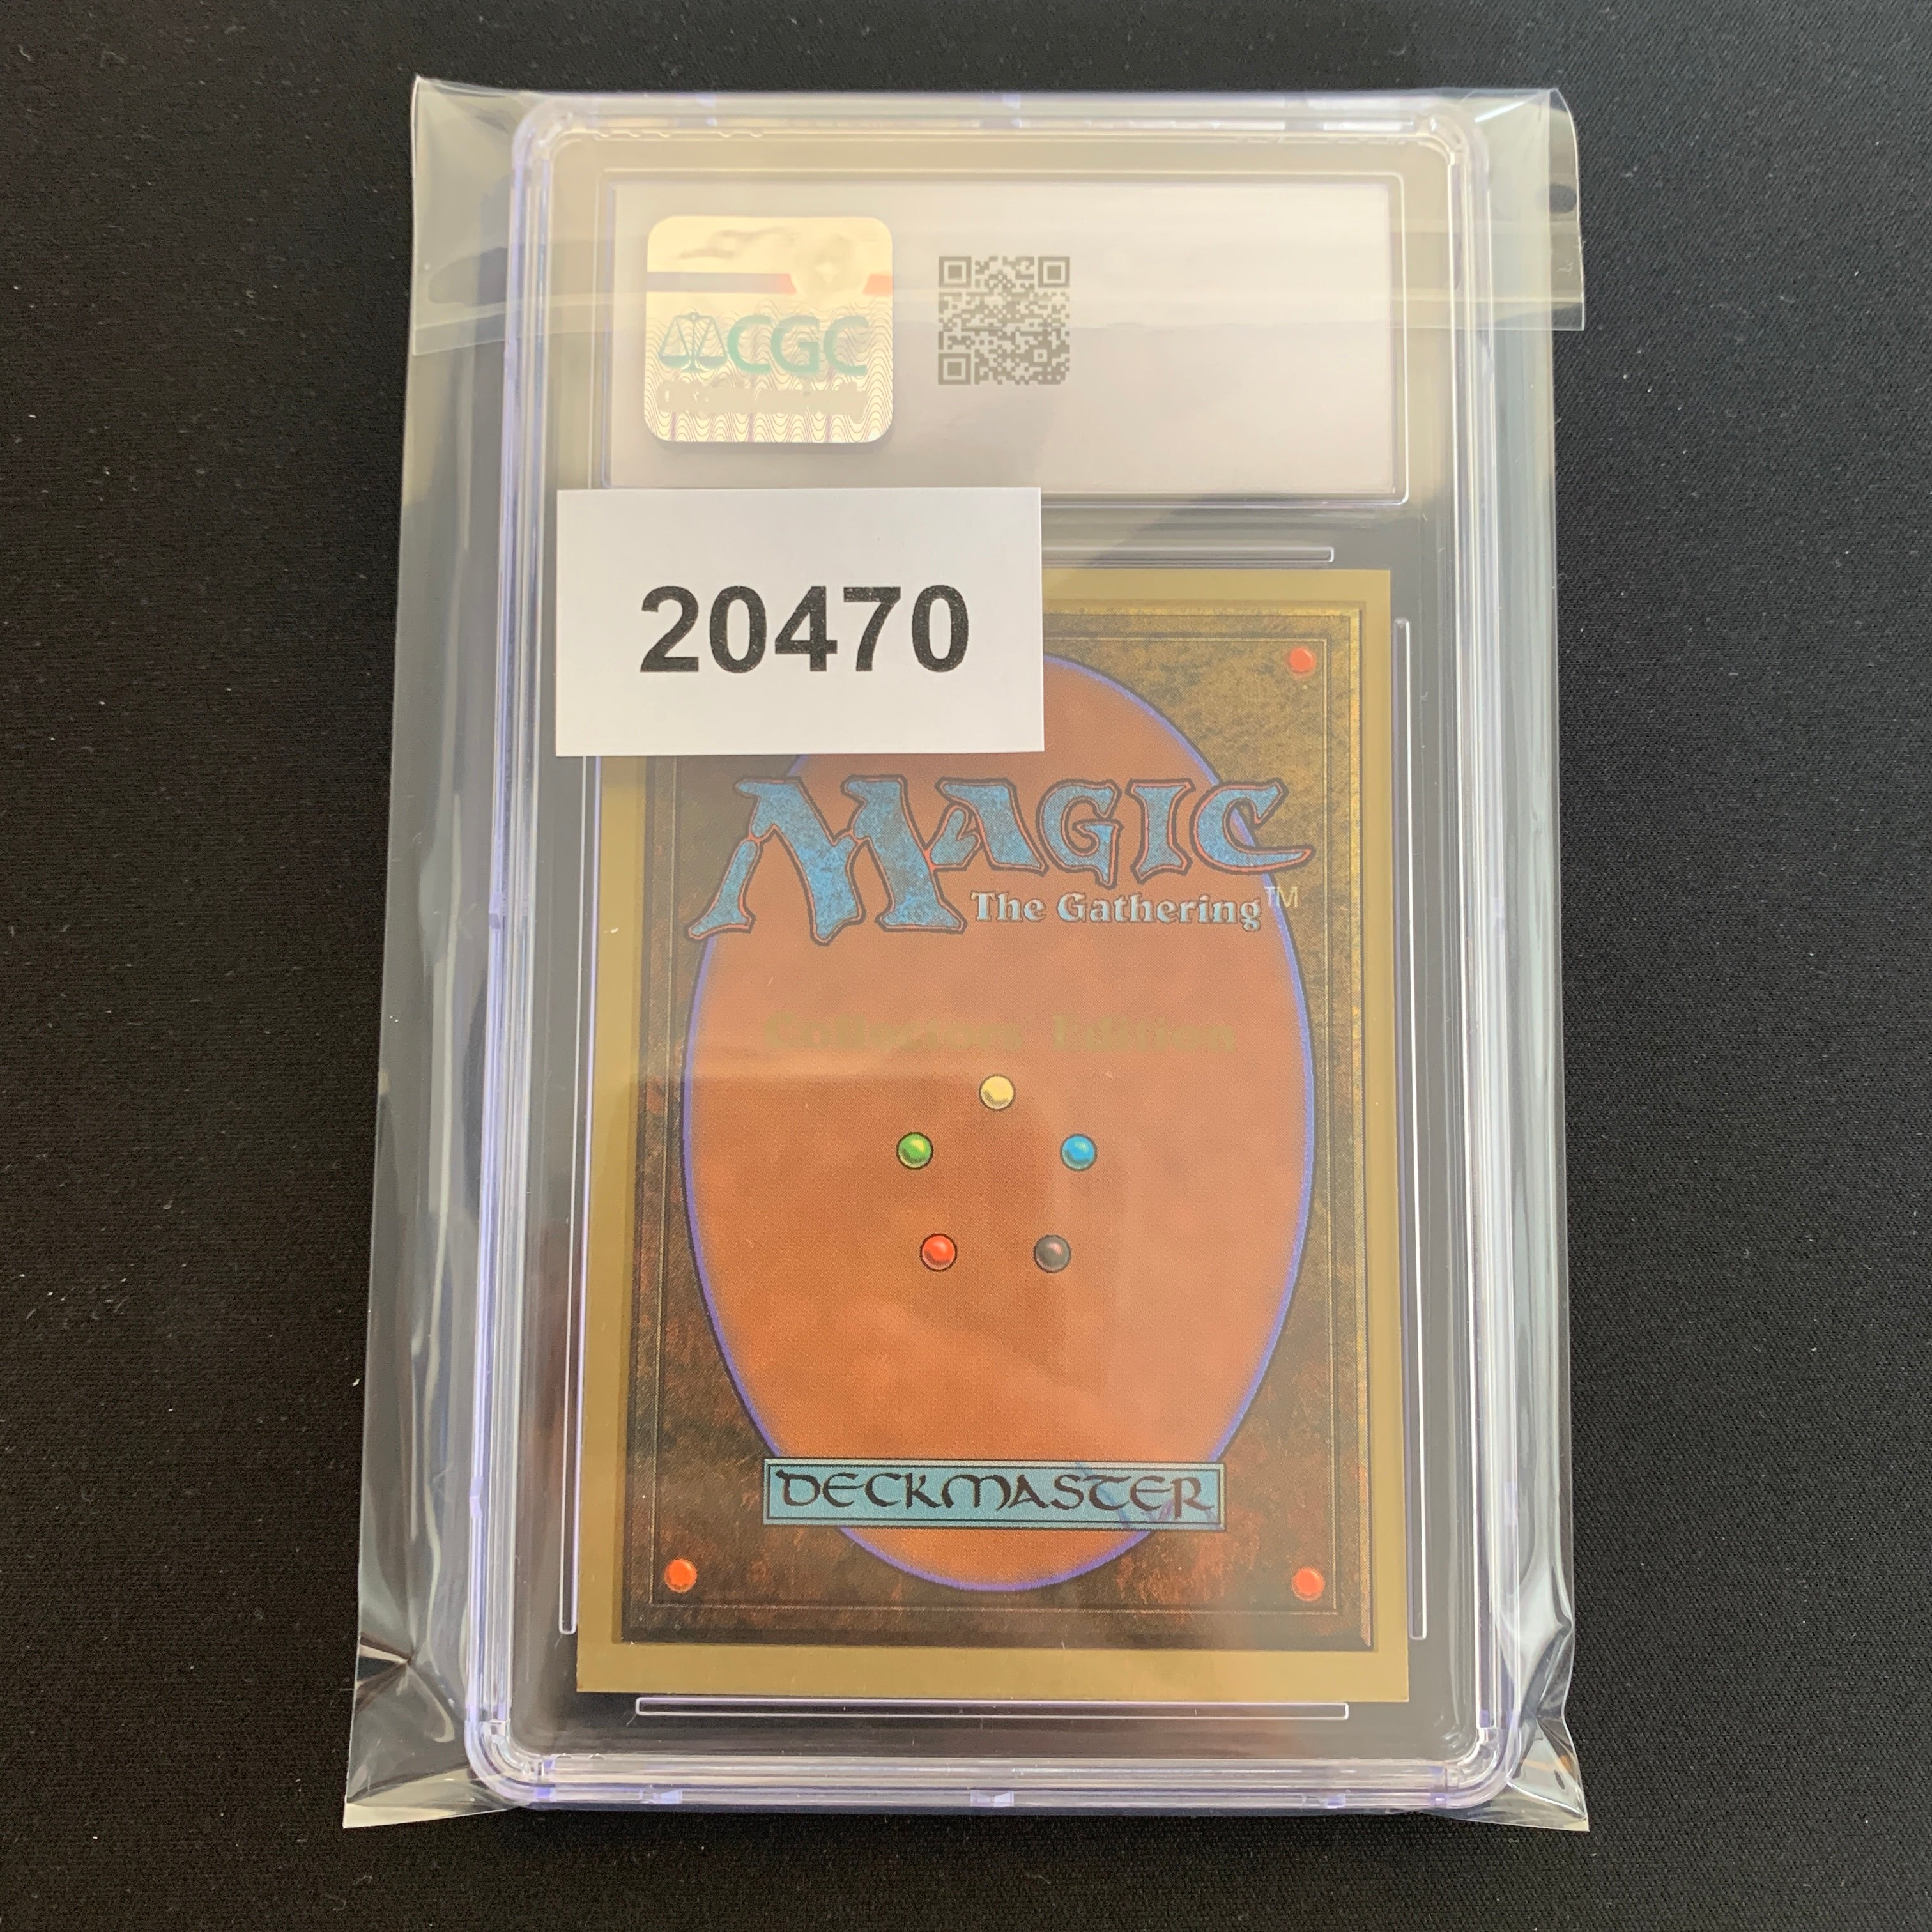 CGC
20470
MAGIC
The Gathering™
Collectors Edition
DECKMASTER